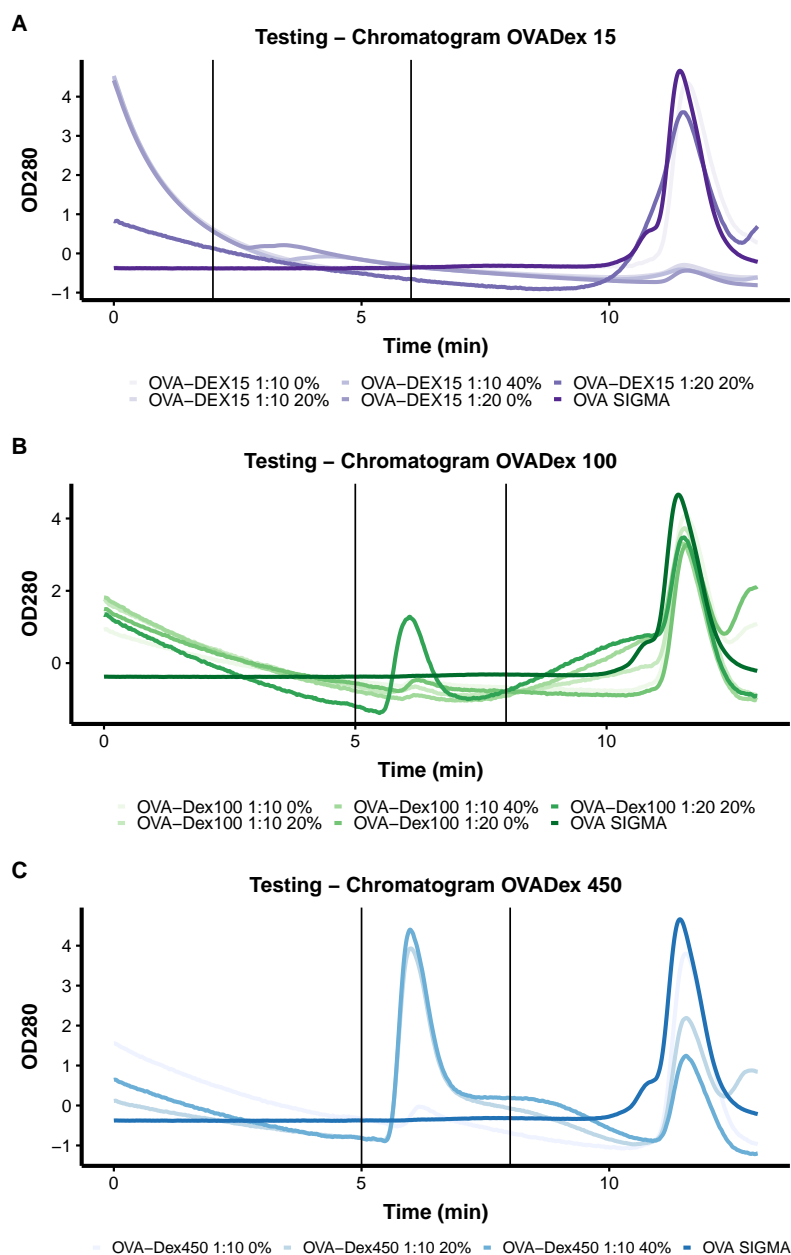 A
Testing – Chromatogram OVADex 15
4
3
2
1
0
−1
OD280
0 5 10
Time (min)
OVA−DEX15 1:10 0% OVA−DEX15 1:10 40% OVA−DEX15 1:20 20%
OVA−DEX15 1:10 20% OVA−DEX15 1:20 0% OVA SIGMA
B
Testing – Chromatogram OVADex 100
4
2
0
OD280
0 5 10
Time (min)
OVA−Dex100 1:10 0% OVA−Dex100 1:10 40% OVA−Dex100 1:20 20%
OVA−Dex100 1:10 20% OVA−Dex100 1:20 0% OVA SIGMA
C
Testing – Chromatogram OVADex 450
4
3
2
1
0
−1
OD280
0 5 10
Time (min)
OVA−Dex450 1:10 0% OVA−Dex450 1:10 20% OVA−Dex450 1:10 40% OVA SIGMA